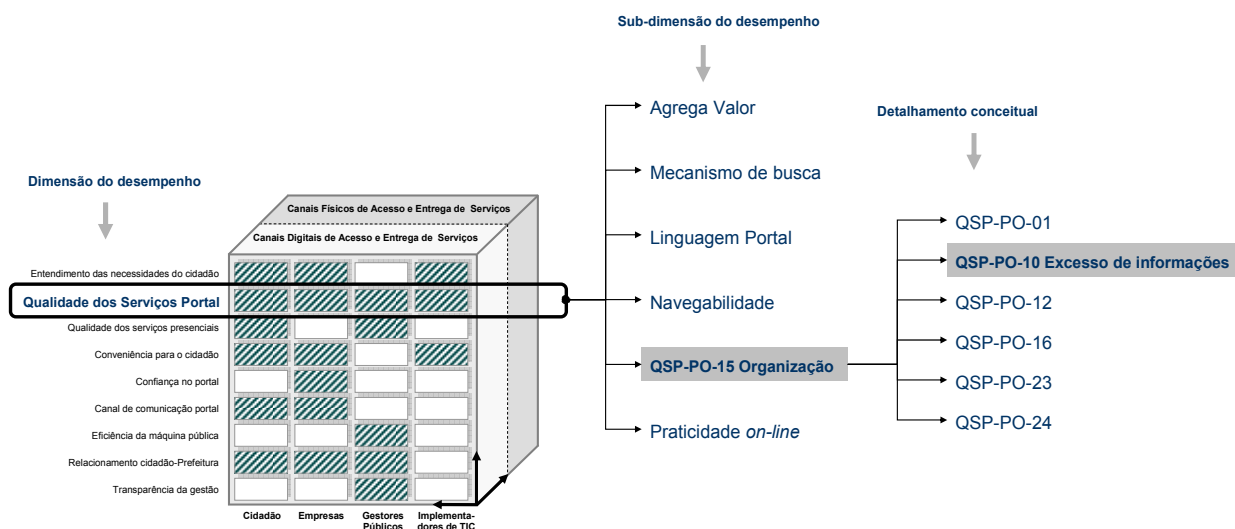 Sub-dimensão do desempenho
Agrega Valor
Detalhamento conceitual
Mecanismo de busca
Dimensão do desempenho
Canais Físicos de Acesso e Entrega de Serviços
Canais Digitais de Acesso e Entrega de Serviços
Linguagem Portal
QSP-PO-01
QSP-PO-10 Excesso de informações
Entendimento das necessidades do cidadão
Qualidade dos Serviços Portal
Navegabilidade
QSP-PO-12
Qualidade dos serviços presenciais
QSP-PO-16
Conveniência para o cidadão
QSP-PO-15 Organização
Confiança no portal
QSP-PO-23
Canal de comunicação portal
QSP-PO-24
Eficiência da máquina pública
Praticidade on-line
Relacionamento cidadão-Prefeitura
Transparência da gestão
Cidadão
Empresas
Gestores
Públicos
Implementa-
dores de TIC